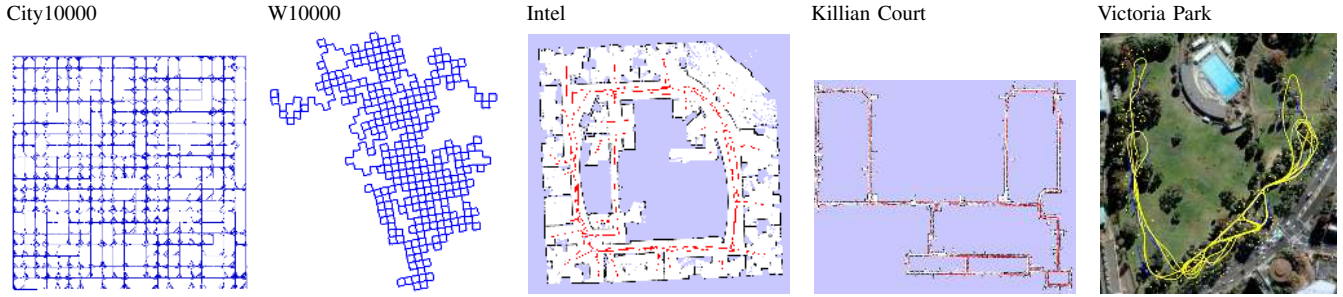 City10000
W10000
Intel
Killian Court
Victoria Park